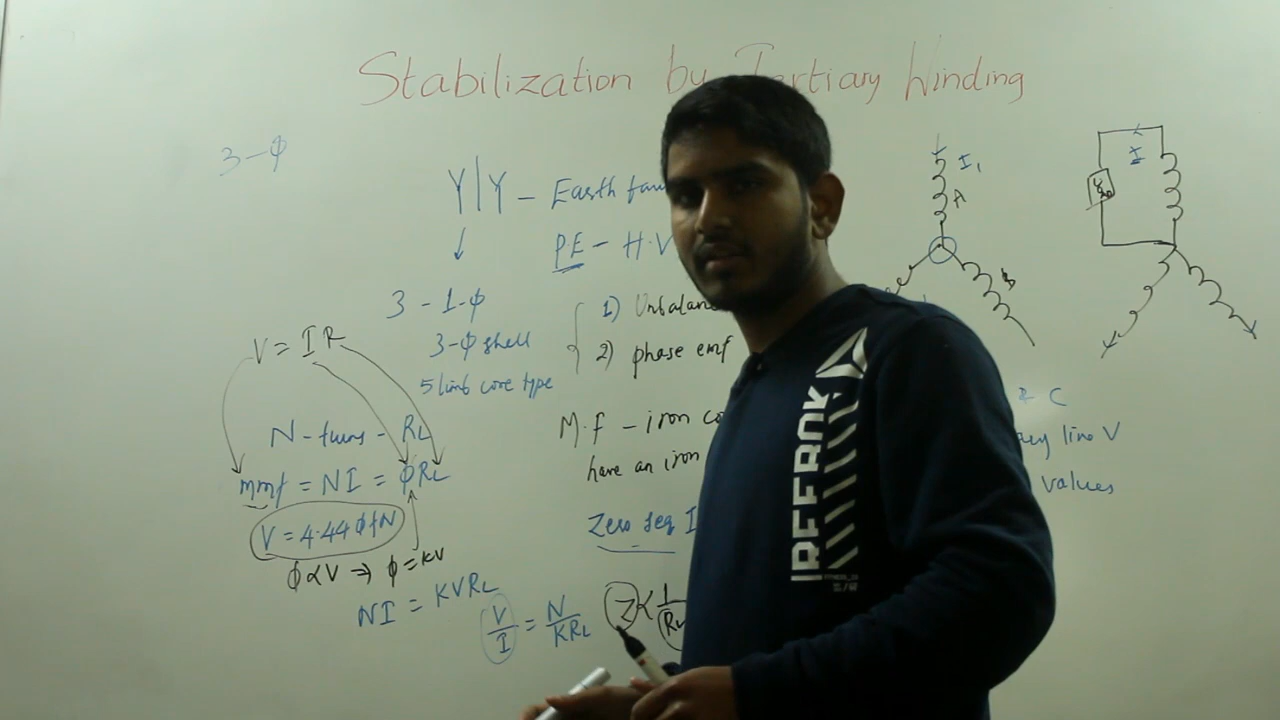 Stabilization by Tertiary Winding
3-φ
Y|Y - Earth fau
↓
PE - H.V
3-1-φ
3-φ shell
5 limb core type
1) Unbalan
2) phase emf
V = IR
N-turns - RL
mmf = NI = φRL
V = 4.44 φfN
φ∝V ⇒ φ=KV
NI = KVRL
V/I = N/KRL
Z ∝ 1/RL
M.f - iron co
have an iron
Zero seq I
I₁
A
B
I
& C
line V
values
REEBOK